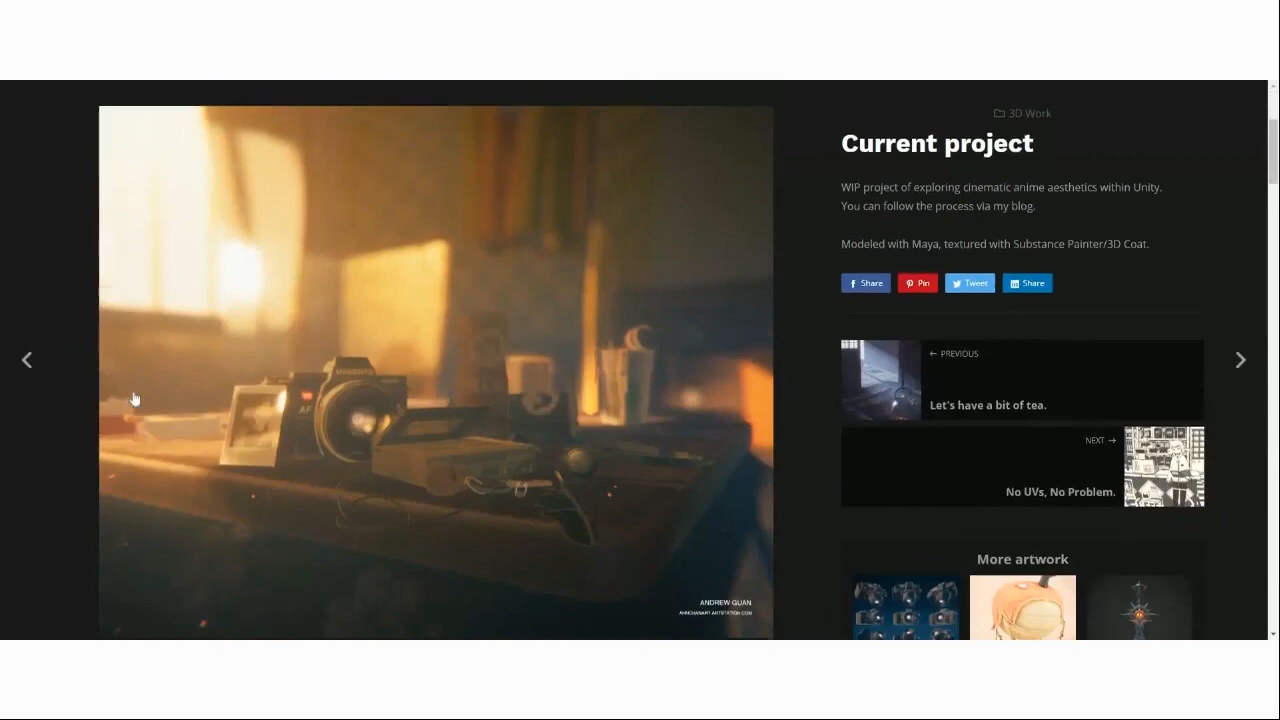 3D Work
Current project
WIP project of exploring cinematic anime aesthetics within Unity.
You can follow the process via my blog.
Modeled with Maya, textured with Substance Painter/3D Coat.
Share
Pin
Tweet
Share
← PREVIOUS
Let's have a bit of tea.
NEXT →
No UVs, No Problem.
More artwork
AF
ANDREW QUAN